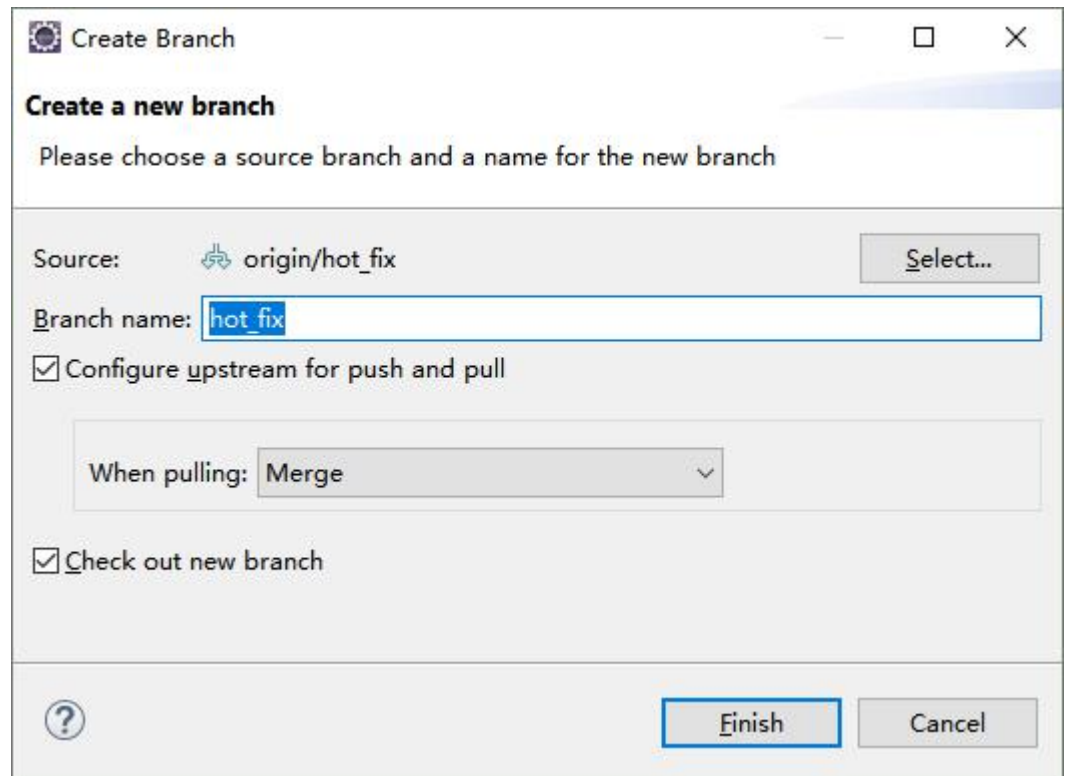 Create Branch
Create a new branch
Please choose a source branch and a name for the new branch
Source: origin/hot_fix Select...
Branch name: hot_fix
Configure upstream for push and pull
When pulling: Merge
Check out new branch
Finish Cancel